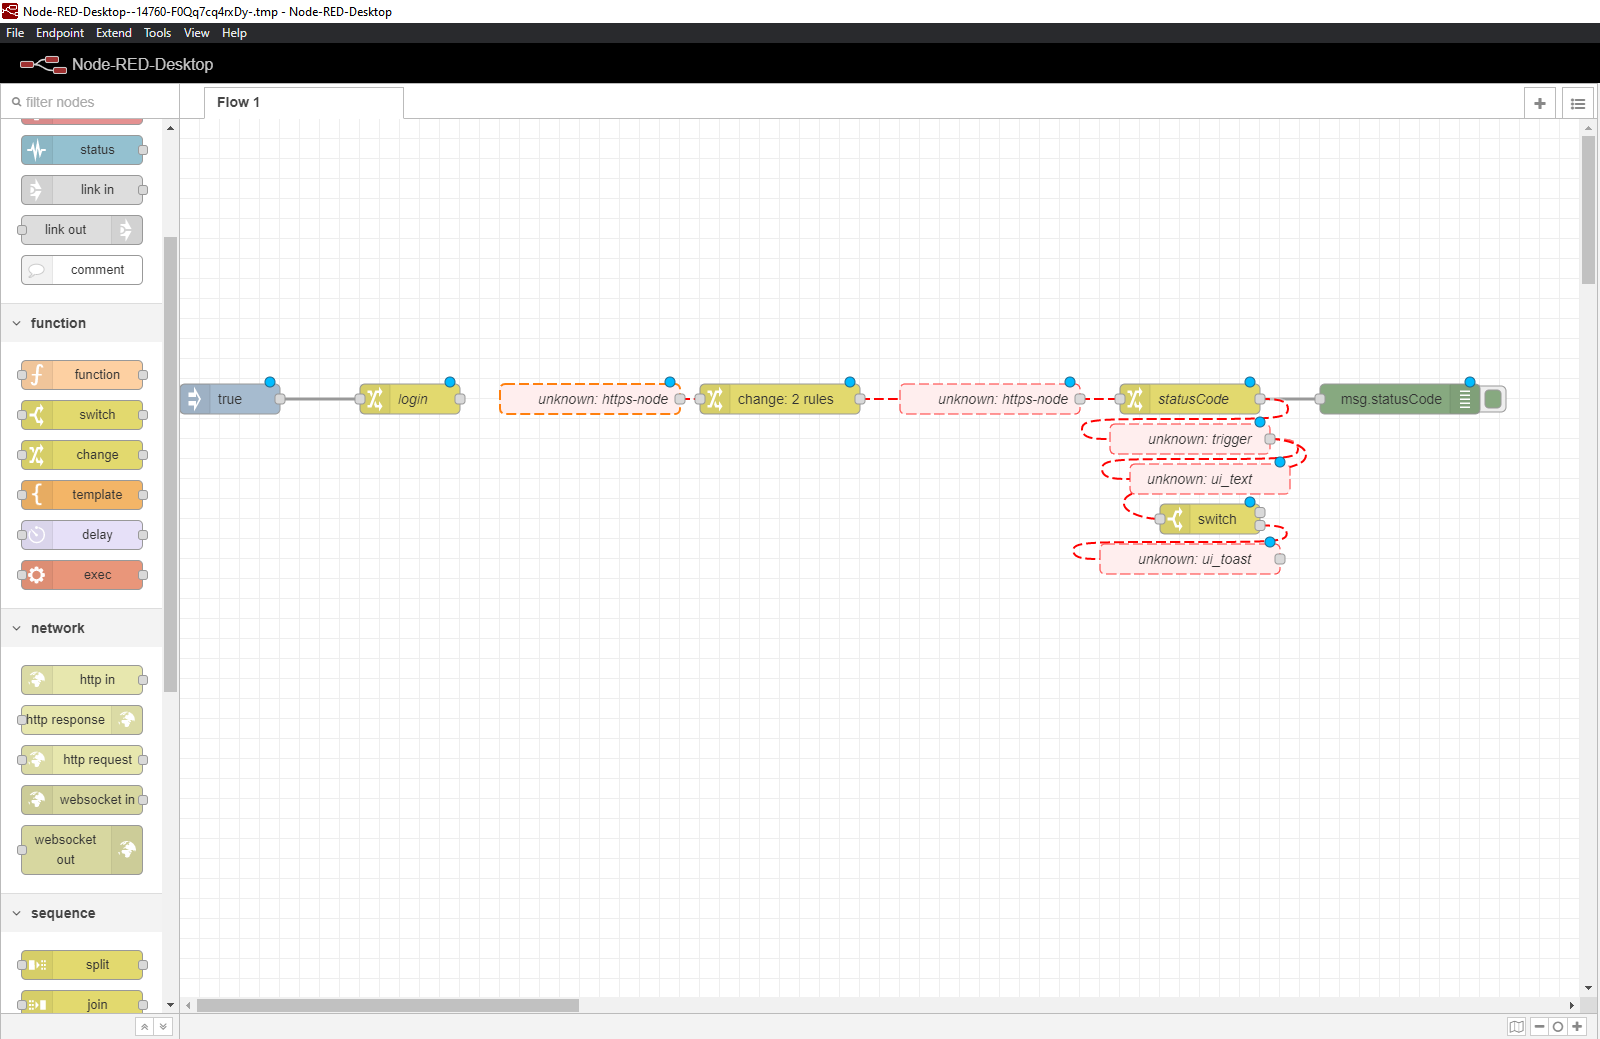 Node-RED-Desktop--14760-F0Qq7cq4rxDy-.tmp - Node-RED-Desktop
File Endpoint Extend Tools View Help
Node-RED-Desktop
filter nodes
Flow 1
status
link in
link out
comment
function
function
switch
change
template
delay
exec
network
http in
http response
http request
websocket in
websocket
out
sequence
split
join
true
login
unknown: https-node
change: 2 rules
unknown: https-node
statusCode
msg.statusCode
unknown: trigger
unknown: ui_text
switch
unknown: ui_toast